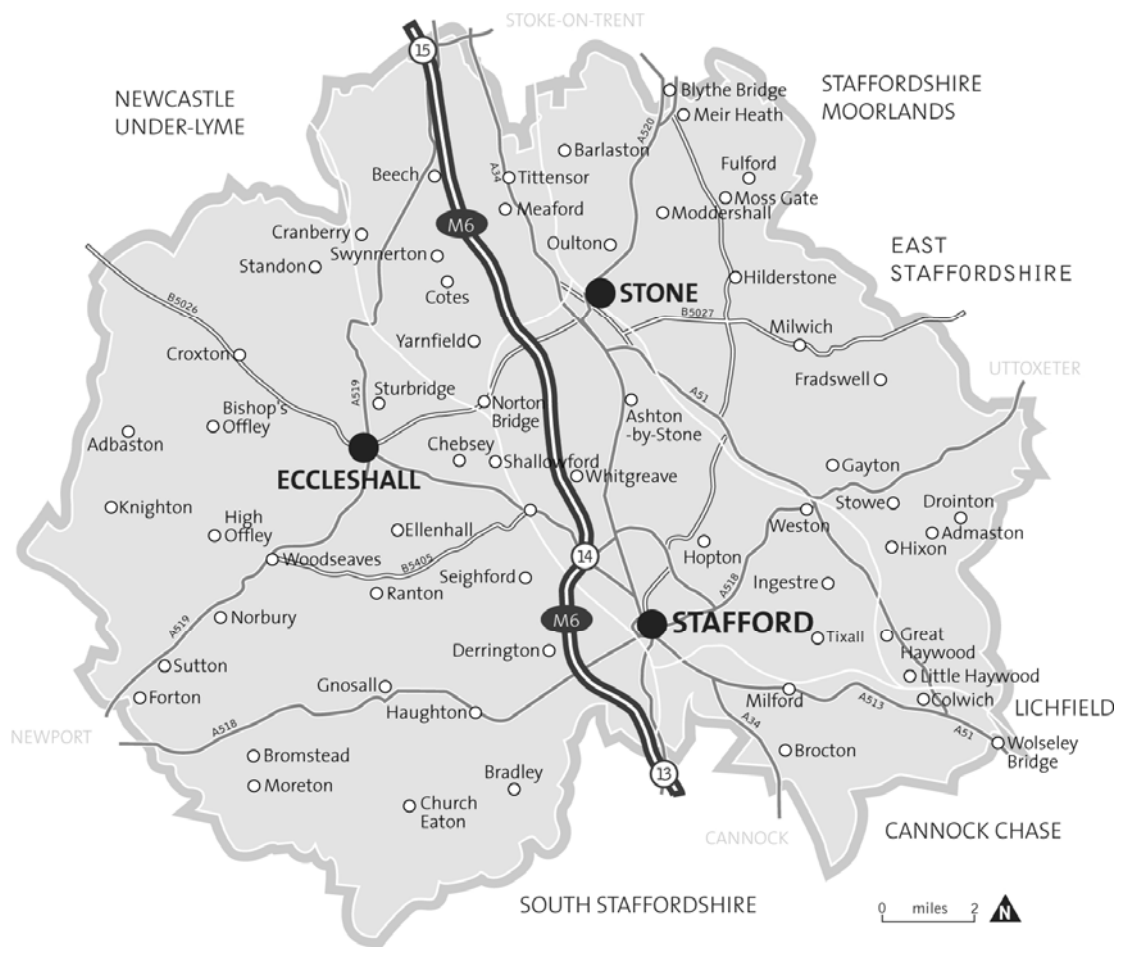 STOKE-ON-TRENT
15
NEWCASTLE
UNDER-LYME
STAFFORDSHIRE
MOORLANDS
Blythe Bridge
Meir Heath
A520
Barlaston
Fulford
Beech
A34
Tittensor
Moss Gate
Meaford
Moddershall
M6
Cranberry
Oulton
EAST
STAFFORDSHIRE
Swynnerton
Standon
Hilderstone
Cotes
STONE
B5026
B5027
Milwich
Yarnfield
Croxton
UTTOXETER
Fradswell
A519
Sturbridge
A51
Bishop's
Offley
Norton
Bridge
Ashton
-by-Stone
Adbaston
Chebsey
Shallowford
Gayton
ECCLESHALL
Whitgreave
Knighton
Stowe
Drointon
High
Offley
Ellenhall
Weston
Admaston
Hixon
14
Hopton
Woodseaves
B5405
Seighford
A518
Ingestre
Ranton
Norbury
A519
M6
STAFFORD
Tixall
Great
Haywood
Derrington
Sutton
Little Haywood
Gnosall
Forton
Haughton
Milford
A513
Colwich
LICHFIELD
NEWPORT
A518
A34
A51
Wolseley
Bridge
Bromstead
Brocton
Moreton
Bradley
13
Church
Eaton
CANNOCK
CANNOCK CHASE
SOUTH STAFFORDSHIRE
0 miles 2
N